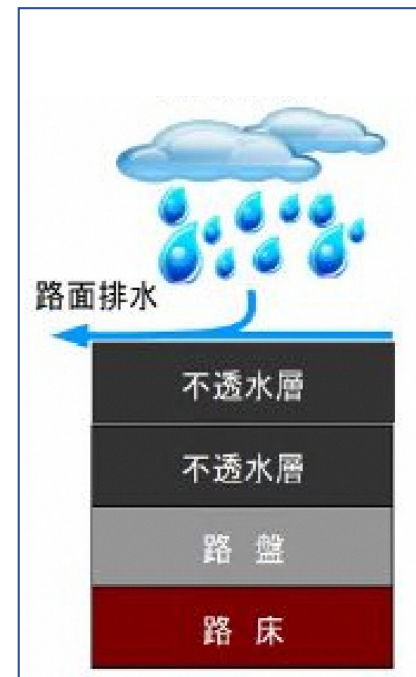 路面排水
不透水層
不透水層
路 盤
路 床